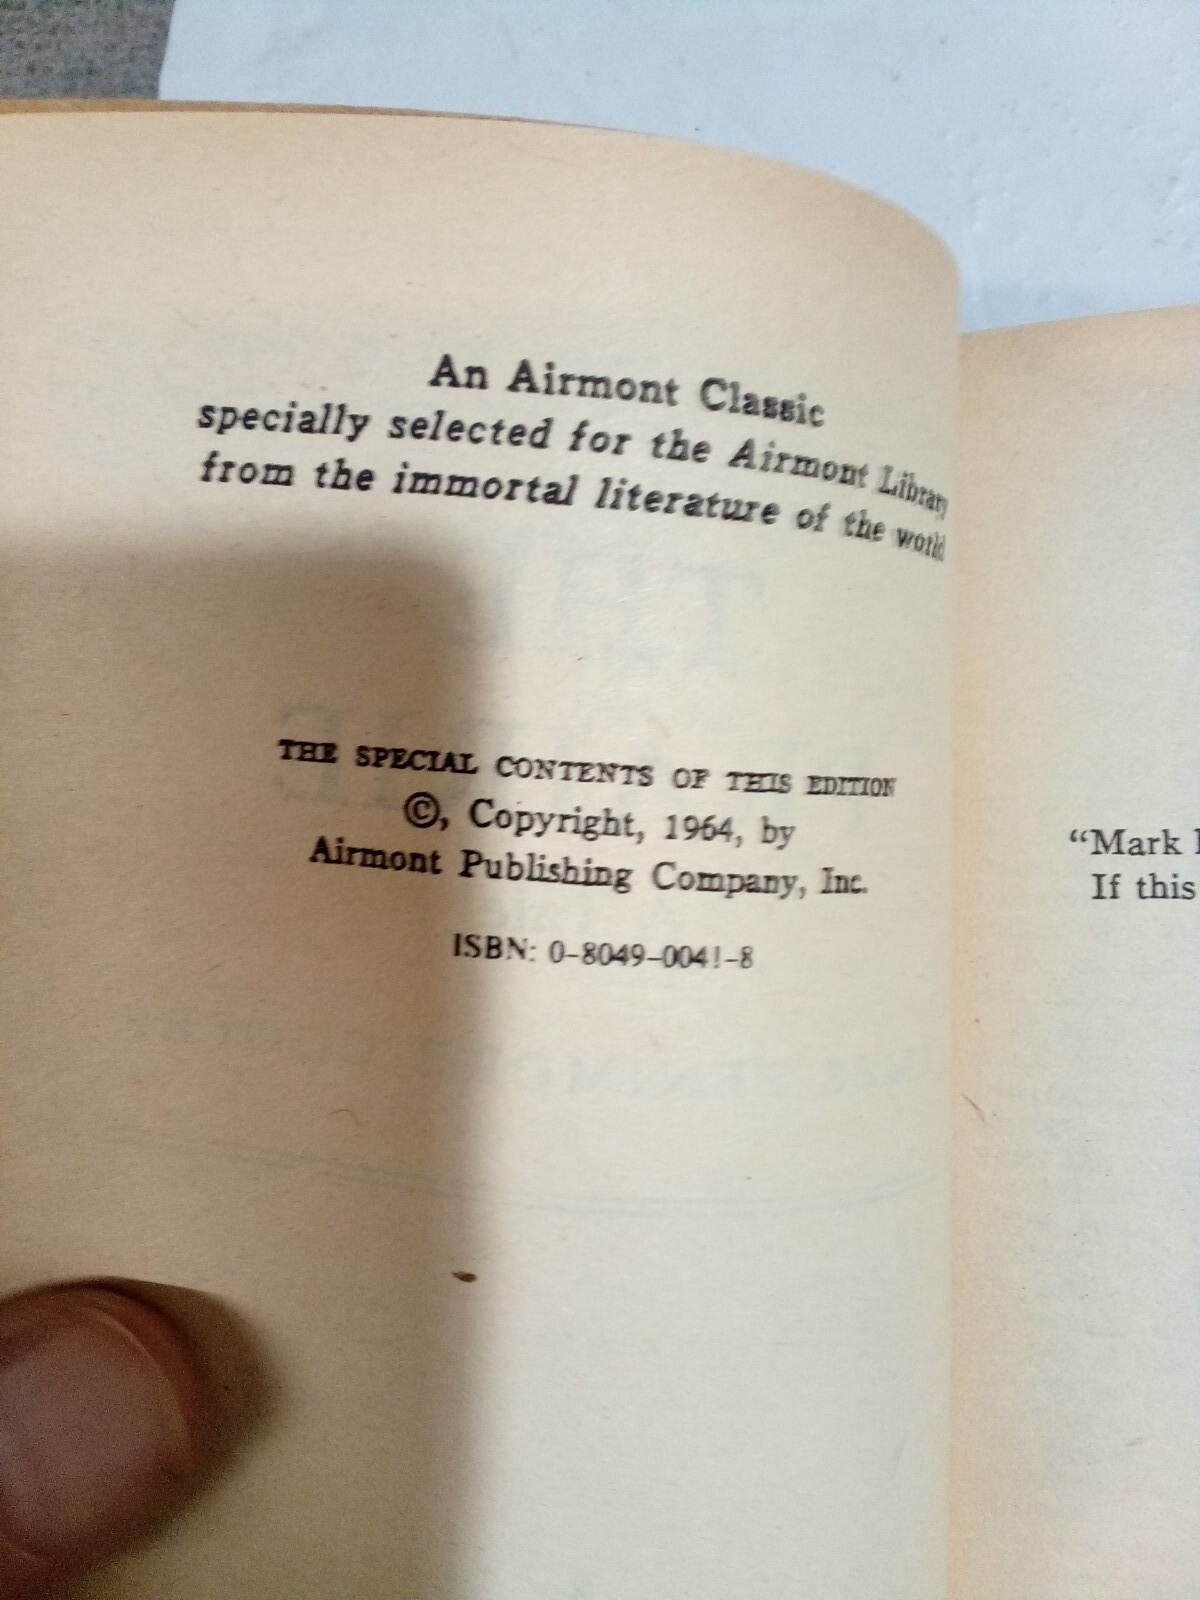 An Airmont Classic
specially selected for the Airmont Library
from the immortal literature of the world
THE SPECIAL CONTENTS OF THIS EDITION
©, Copyright, 1964, by
Airmont Publishing Company, Inc.
ISBN: 0-8049-0041-8
“Mark
If this